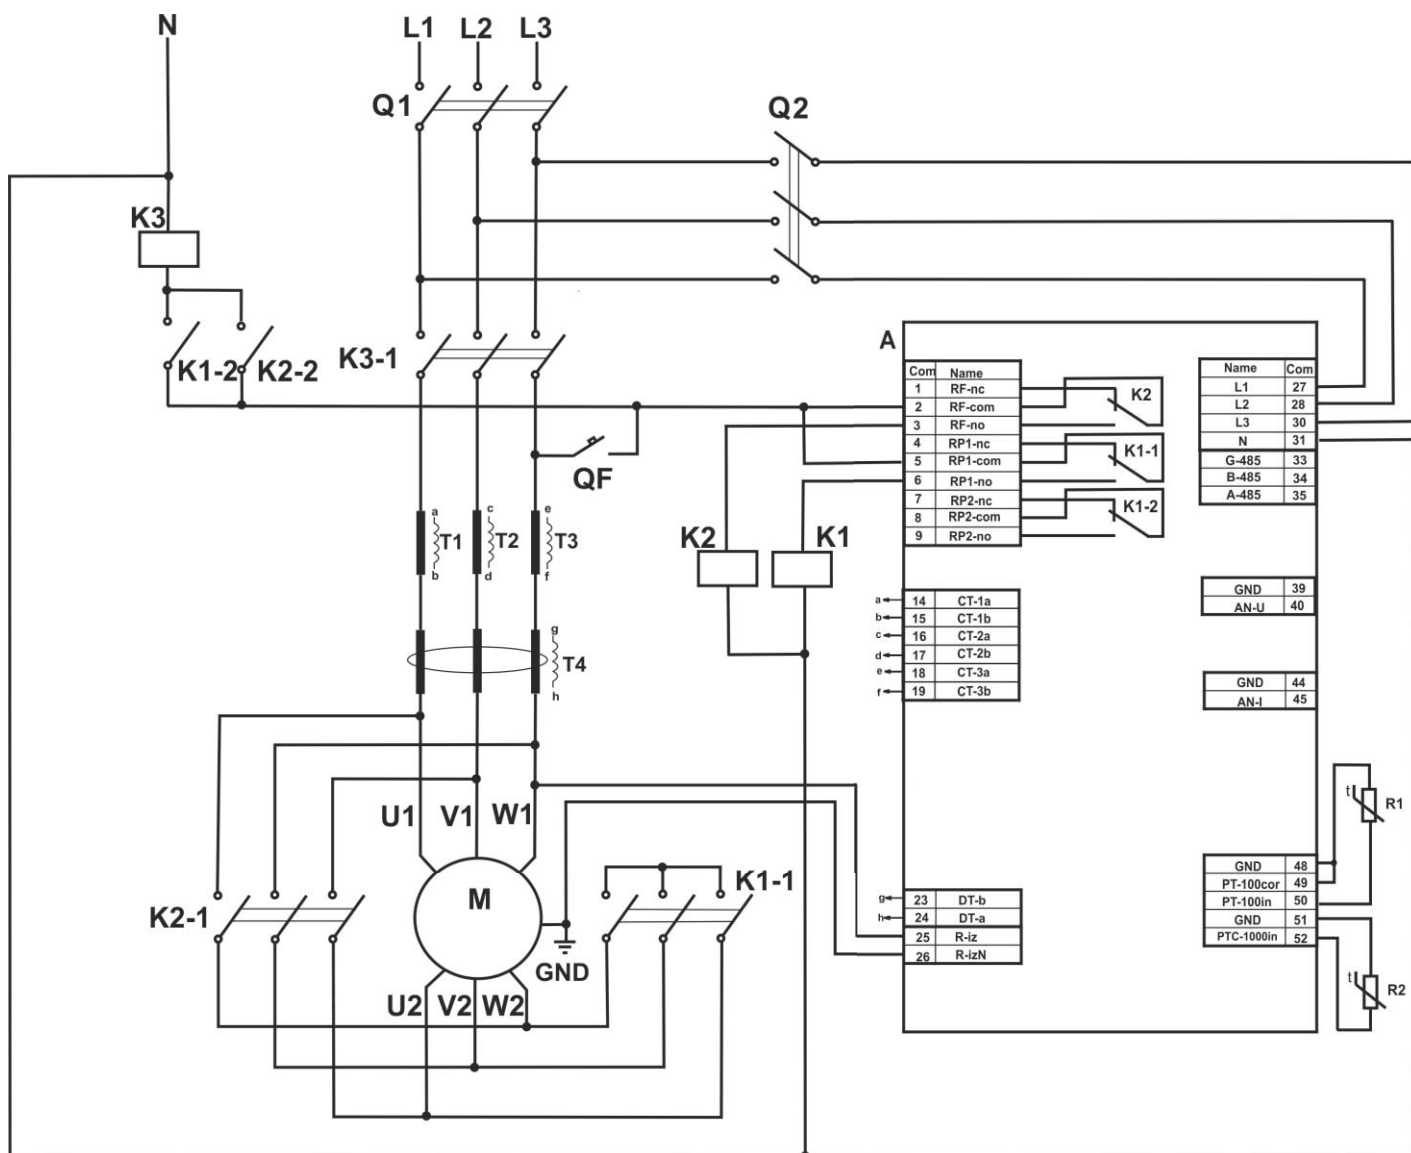 N
L1 L2 L3
Q1
Q2
K3
K3-1
K1-2 K2-2
QF
A
Com Name
1 RF-nc
2 RF-com
3 RF-no
4 RP1-nc
5 RP1-com
6 RP1-no
7 RP2-nc
8 RP2-com
9 RP2-no
K2
K1-1
K1-2
Name Com
L1 27
L2 28
L3 30
N 31
G-485 33
B-485 34
A-485 35
GND 39
AN-U 40
GND 44
AN-I 45
a c e
T1 T2 T3
b d f
K2 K1
g
T4
h
a 14 CT-1a
b 15 CT-1b
c 16 CT-2a
d 17 CT-2b
e 18 CT-3a
f 19 CT-3b
U1 V1 W1
M
K2-1
K1-1
GND
U2 V2 W2
g 23 DT-b
h 24 DT-a
25 R-iz
26 R-izN
t R1
GND 48
PT-100cor 49
PT-100in 50
GND 51
PTC-1000in 52
t R2